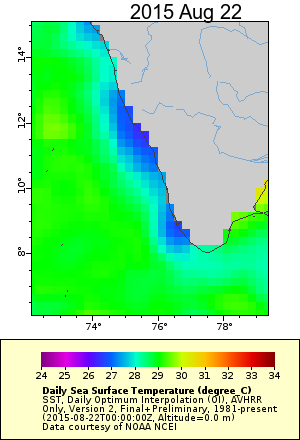 2015 Aug 22
14°
12°
10°
8°
74° 76° 78°
24 25 26 27 28 29 30 31 32 33 34
Daily Sea Surface Temperature (degree_C)
SST, Daily Optimum Interpolation (OI), AVHRR
Only, Version 2, Final+Preliminary, 1981-present
(2015-08-22T00:00:00Z, Altitude=0.0 m)
Data courtesy of NOAA NCEI